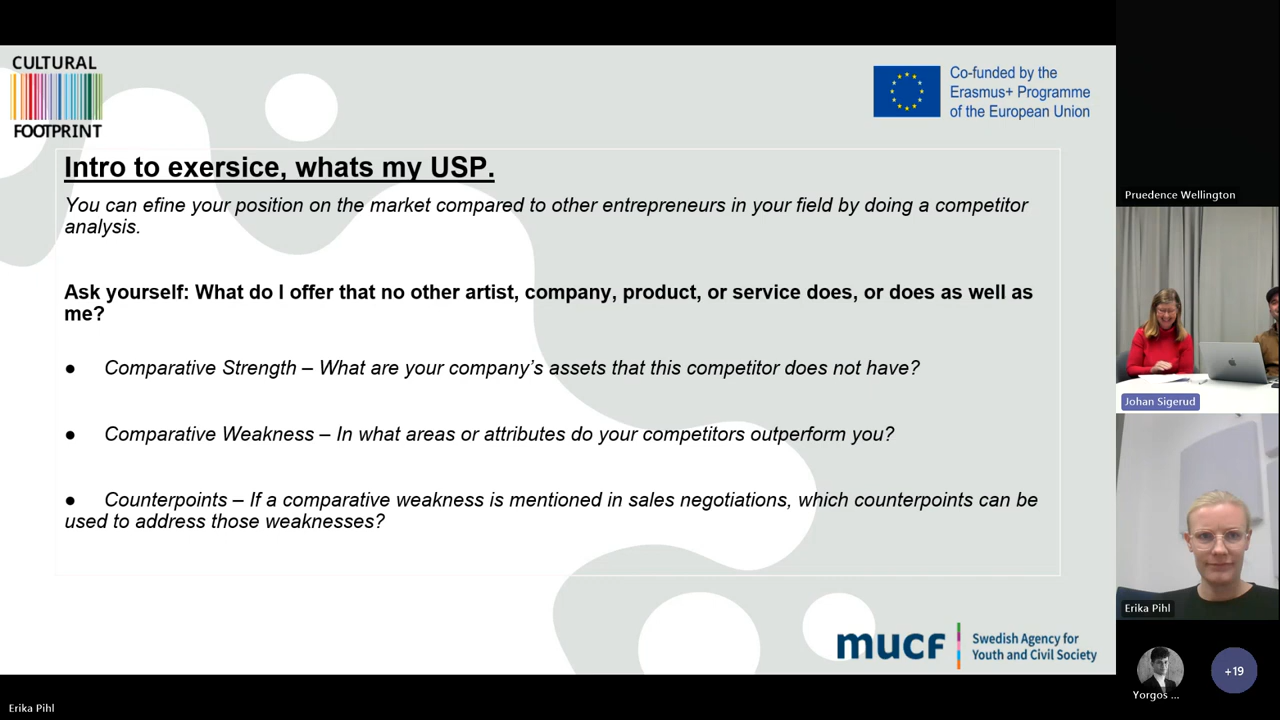 CULTURAL
FOOTPRINT
Co-funded by the
Erasmus+ Programme
of the European Union
Intro to exersice, whats my USP.
You can efine your position on the market compared to other entrepreneurs in your field by doing a competitor
analysis.
Ask yourself: What do I offer that no other artist, company, product, or service does, or does as well as
me?
● Comparative Strength – What are your company’s assets that this competitor does not have?
● Comparative Weakness – In what areas or attributes do your competitors outperform you?
● Counterpoints – If a comparative weakness is mentioned in sales negotiations, which counterpoints can be
used to address those weaknesses?
mucf
Swedish Agency for
Youth and Civil Society
Pruedence Wellington
Johan Sigerud
Erika Pihl
Yorgos ...
+19
Erika Pihl